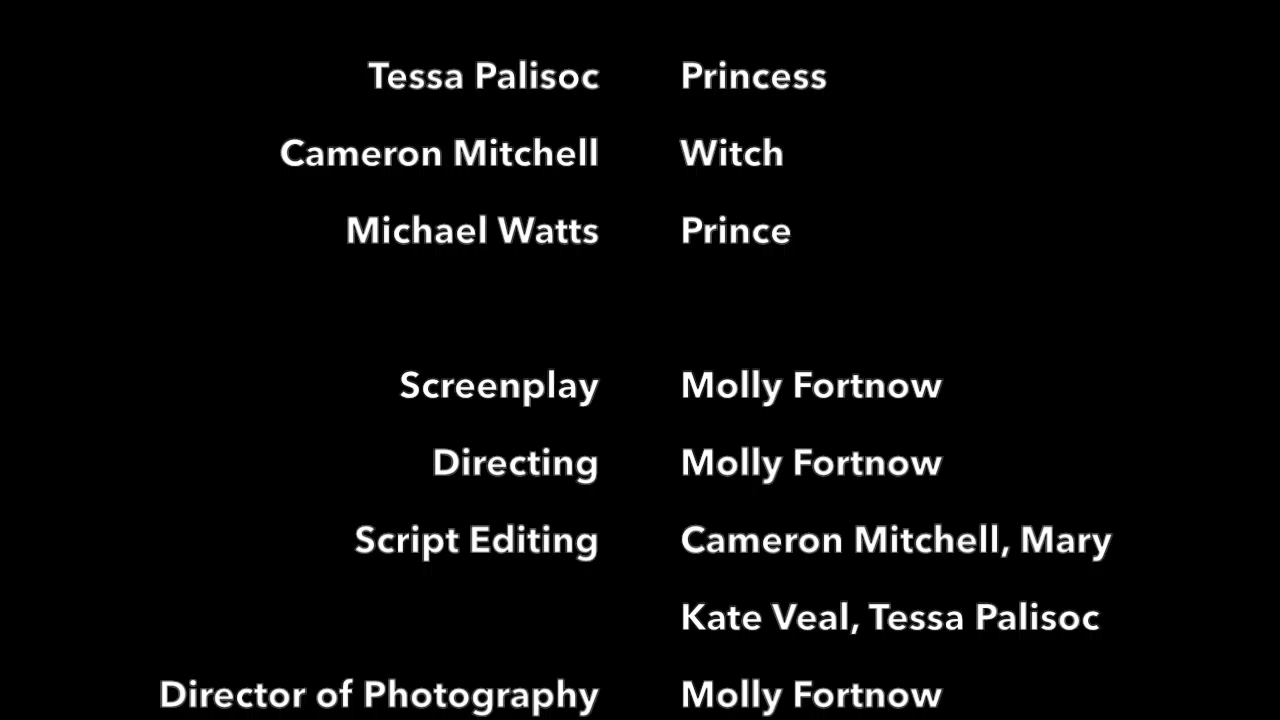 Tessa Palisoc Princess
Cameron Mitchell Witch
Michael Watts Prince
Screenplay Molly Fortnow
Directing Molly Fortnow
Script Editing Cameron Mitchell, Mary
Kate Veal, Tessa Palisoc
Director of Photography Molly Fortnow